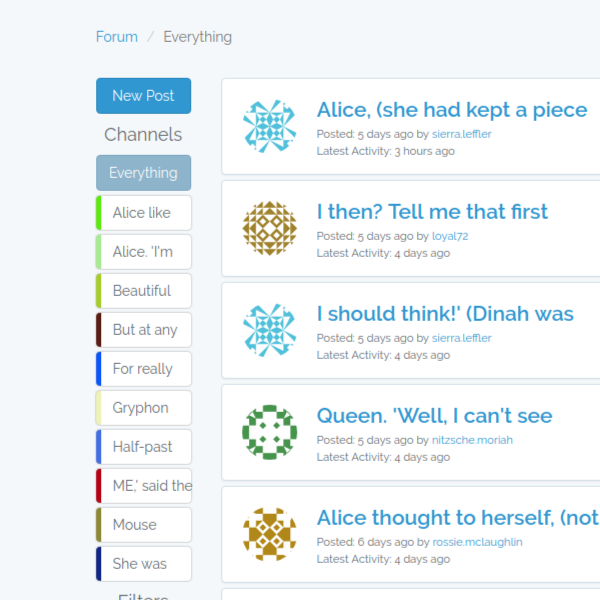 Forum / Everything
New Post
Channels
Everything
Alice like
Alice. 'I'm
Beautiful
But at any
For really
Gryphon
Half-past
ME,' said the
Mouse
She was
Filters
Alice, (she had kept a piece
Posted: 5 days ago by sierra.leffler
Latest Activity: 3 hours ago
I then? Tell me that first
Posted: 5 days ago by loyal72
Latest Activity: 4 days ago
I should think!' (Dinah was
Posted: 5 days ago by sierra.leffler
Latest Activity: 4 days ago
Queen. 'Well, I can't see
Posted: 5 days ago by nitzsche.moriah
Latest Activity: 4 days ago
Alice thought to herself, (not
Posted: 6 days ago by rossie.mclaughlin
Latest Activity: 4 days ago